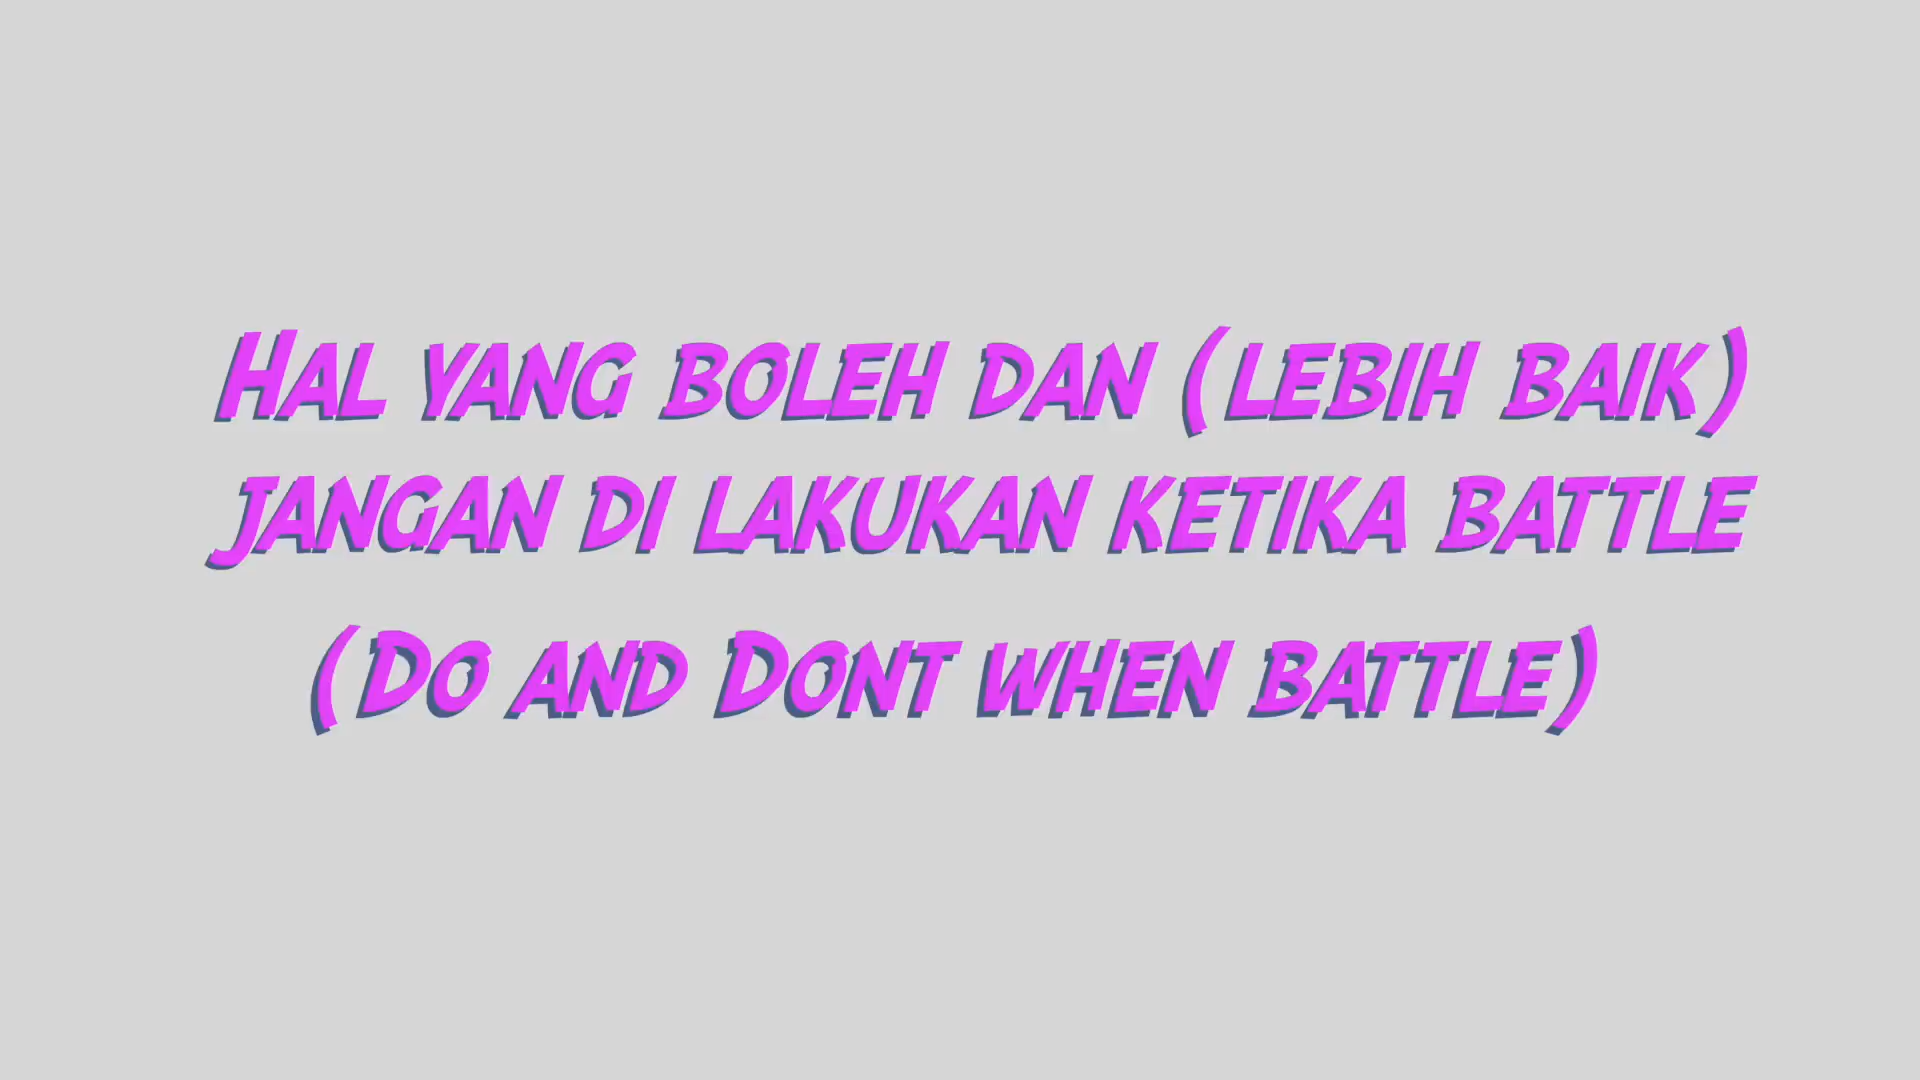 Hal yang boleh dan (lebih baik)
jangan di lakukan ketika battle
(Do and Dont when battle)